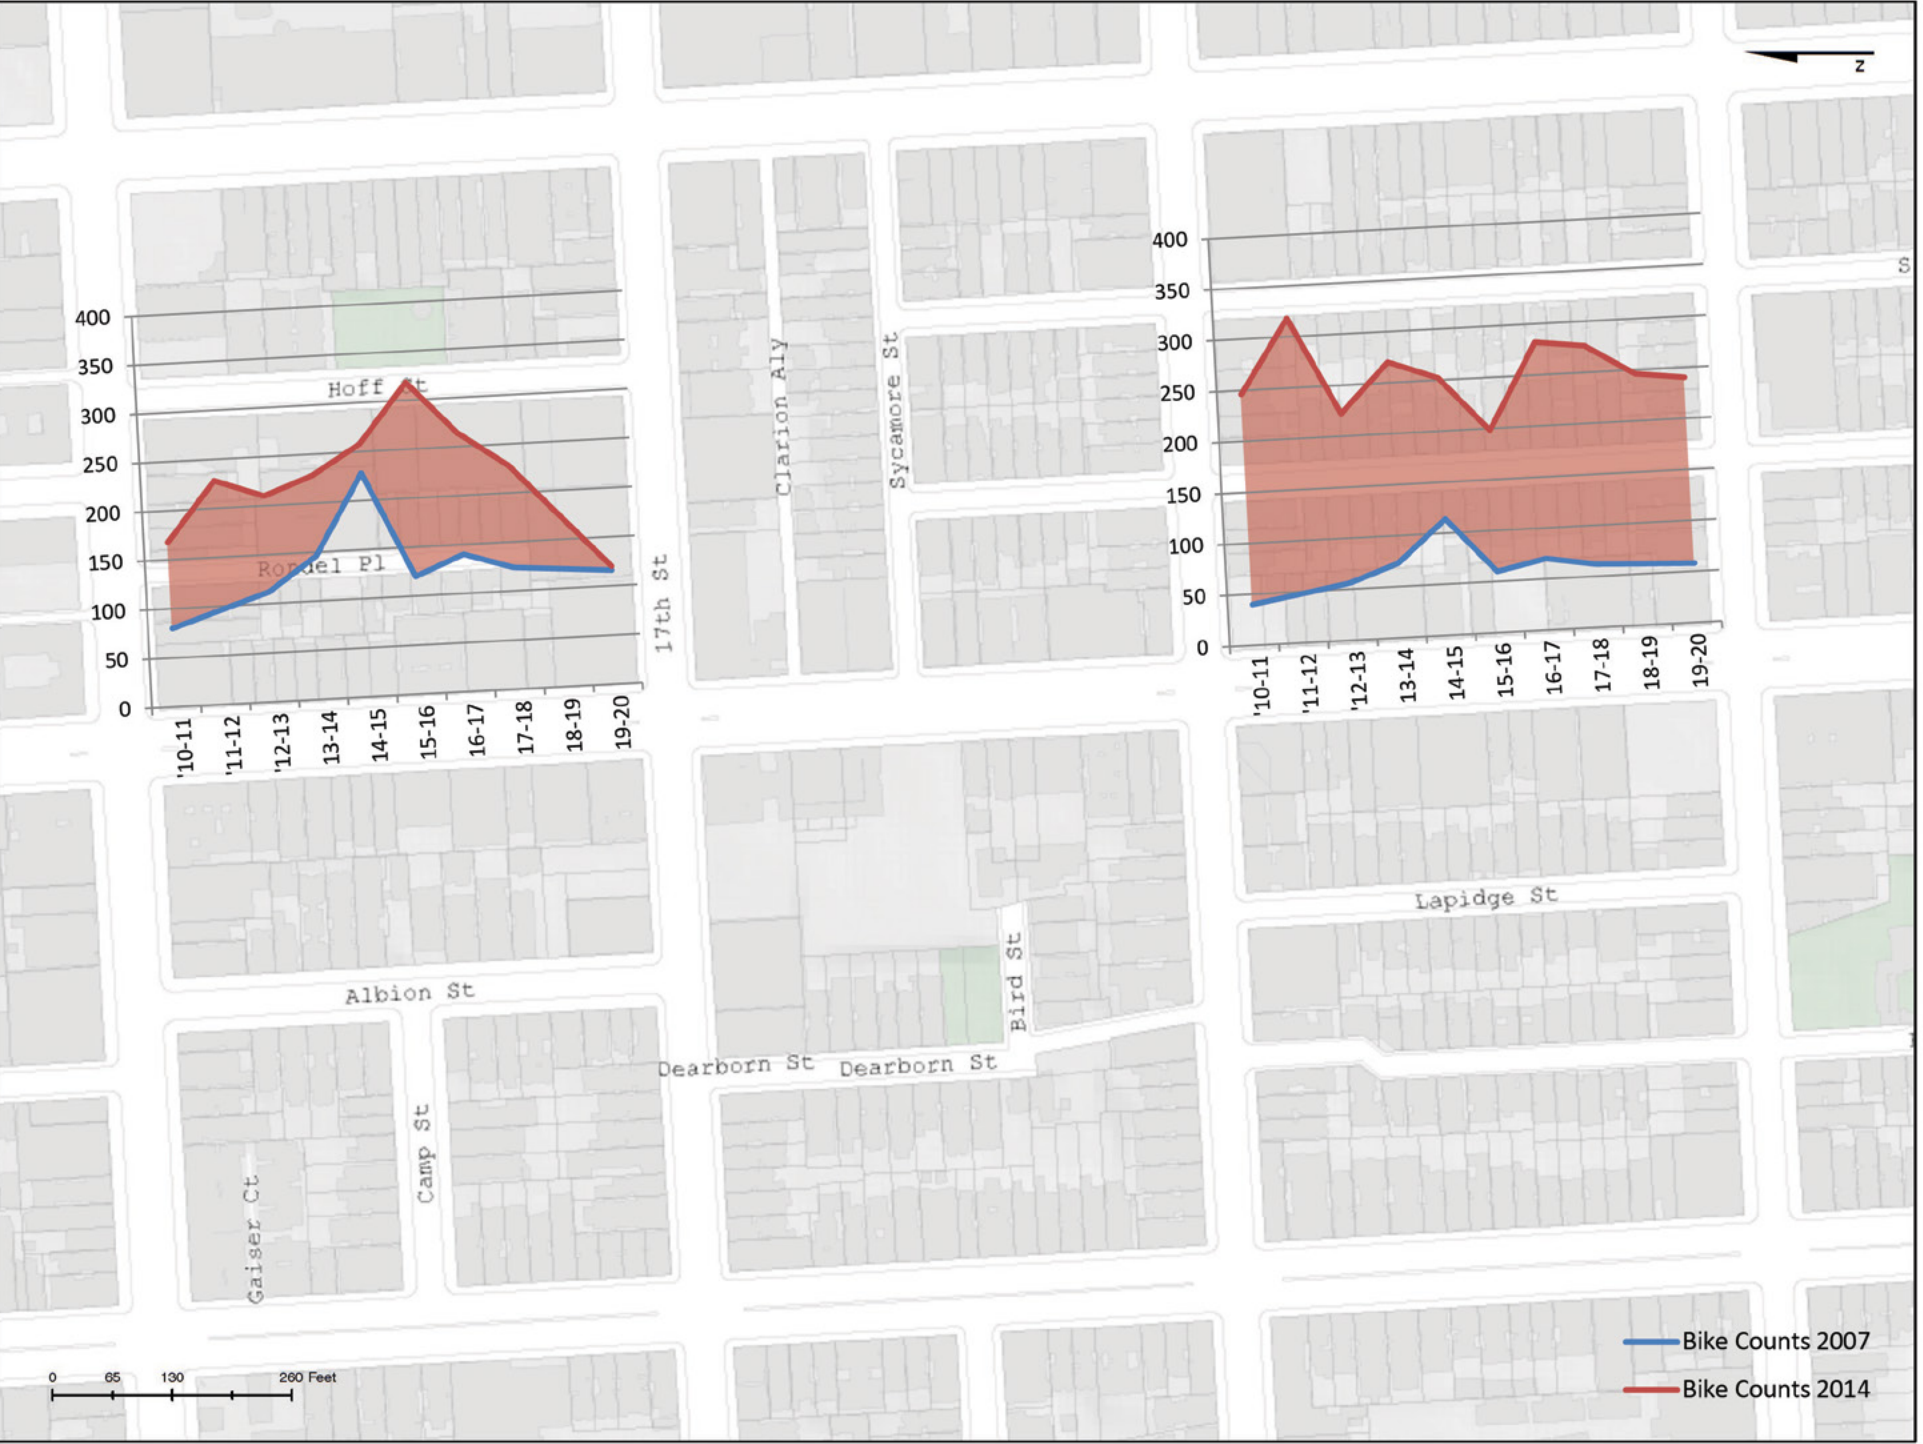 Z
400
350
300
250
200
150
100
50
0
'10-11
'11-12
'12-13
13-14
14-15
15-16
16-17
17-18
18-19
19-20
400
350
300
250
200
150
100
50
0
'10-11
'11-12
'12-13
13-14
14-15
15-16
16-17
17-18
18-19
19-20
Hoff St
Rondel Pl
17th St
Clarion Aly
Sycamore St
S
Lapidge St
Albion St
Bird St
Dearborn St Dearborn St
Camp St
Gaiser Ct
Bike Counts 2007
Bike Counts 2014
0 65 130 260 Feet